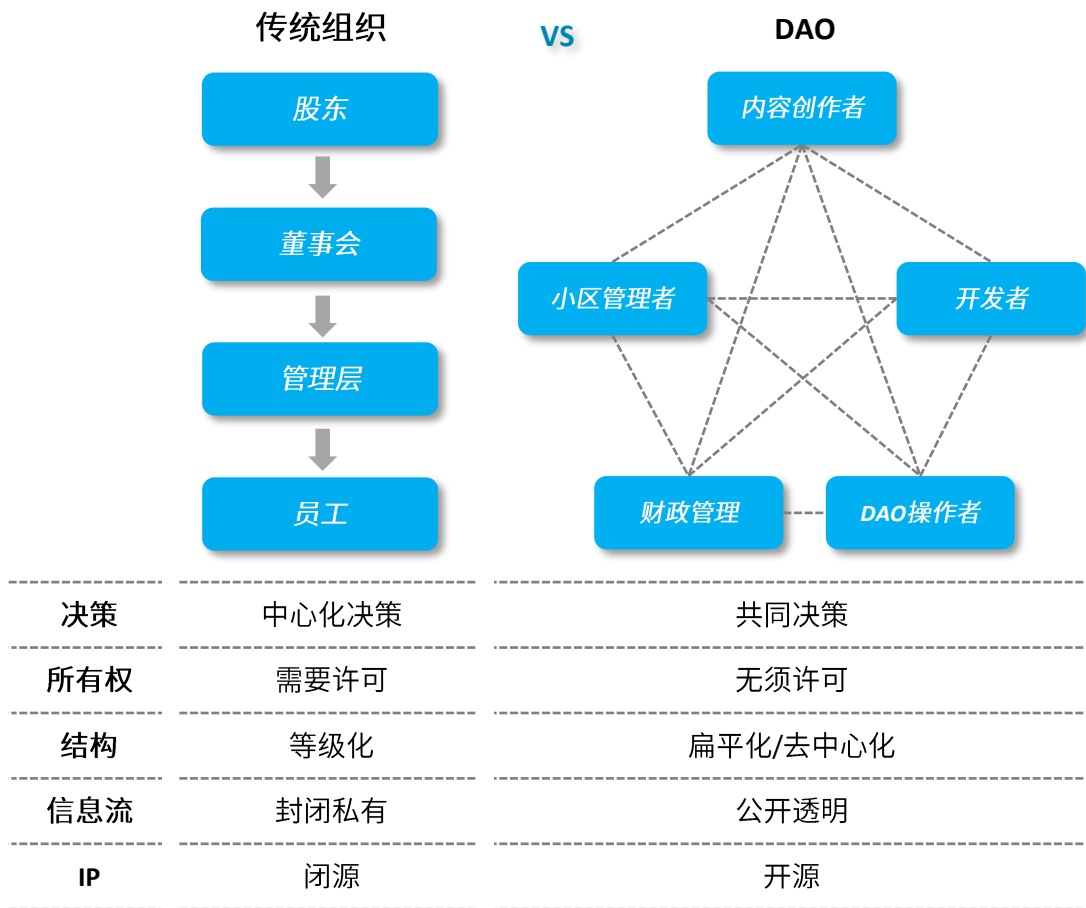 传统组织 VS DAO
股东
董事会
管理层
员工
内容创作者
小区管理者 开发者
财政管理 DAO操作者
决策 中心化决策 共同决策
所有权 需要许可 无须许可
结构 等级化 扁平化/去中心化
信息流 封闭私有 公开透明
IP 闭源 开源